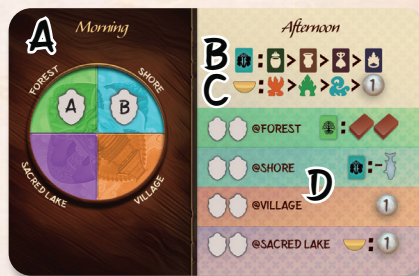 A
Morning
FOREST
SHORE
A
B
SACRED LAKE
VILLAGE
Afternoon
B
: > > >
C
: > > > 1
@FOREST :
@SHORE : -
D
@VILLAGE 1
@SACRED LAKE : 1